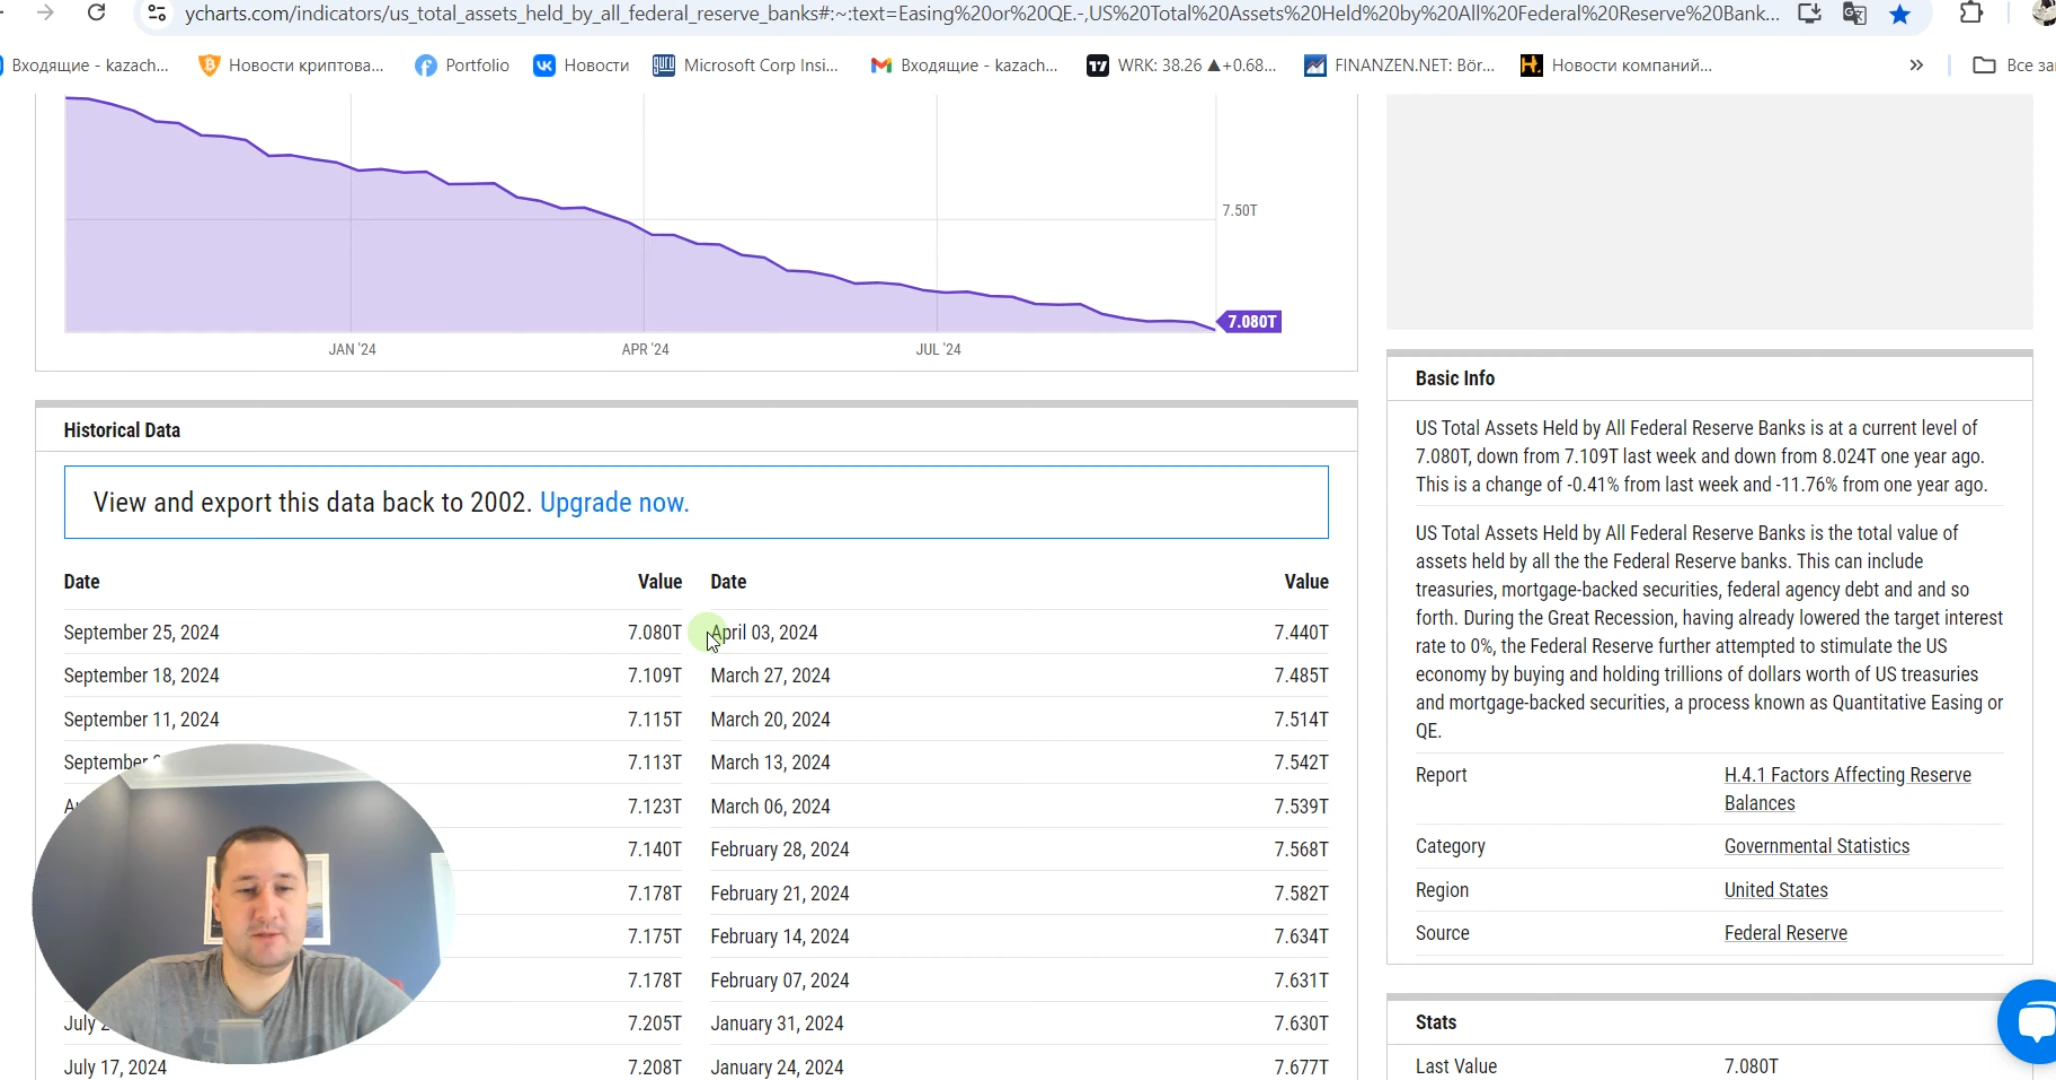 ycharts.com/indicators/us_total_assets_held_by_all_federal_reserve_banks#:~:text=Easing%20or%20QE.-,US%20Total%20Assets%20Held%20by%20All%20Federal%20Reserve%20Bank...
Входящие - kazach...
Новости криптова...
Portfolio
Новости
Microsoft Corp Insi...
Входящие - kazach...
WRK: 38.26 ▲+0.68...
FINANZEN.NET: Bör...
Новости компаний...
»
Все за
7.50T
7.080T
JAN '24
APR '24
JUL '24
Historical Data
View and export this data back to 2002. Upgrade now.
Date Value Date Value
September 25, 2024 7.080T April 03, 2024 7.440T
September 18, 2024 7.109T March 27, 2024 7.485T
September 11, 2024 7.115T March 20, 2024 7.514T
September 7.113T March 13, 2024 7.542T
7.123T March 06, 2024 7.539T
7.140T February 28, 2024 7.568T
7.178T February 21, 2024 7.582T
7.175T February 14, 2024 7.634T
7.178T February 07, 2024 7.631T
July 7.205T January 31, 2024 7.630T
July 17, 2024 7.208T January 24, 2024 7.677T
Basic Info
US Total Assets Held by All Federal Reserve Banks is at a current level of
7.080T, down from 7.109T last week and down from 8.024T one year ago.
This is a change of -0.41% from last week and -11.76% from one year ago.
US Total Assets Held by All Federal Reserve Banks is the total value of
assets held by all the the Federal Reserve banks. This can include
treasuries, mortgage-backed securities, federal agency debt and and so
forth. During the Great Recession, having already lowered the target interest
rate to 0%, the Federal Reserve further attempted to stimulate the US
economy by buying and holding trillions of dollars worth of US treasuries
and mortgage-backed securities, a process known as Quantitative Easing or
QE.
Report H.4.1 Factors Affecting Reserve
Balances
Category Governmental Statistics
Region United States
Source Federal Reserve
Stats
Last Value 7.080T